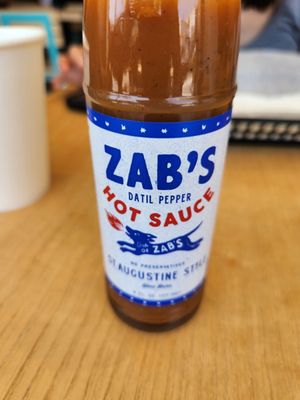 ZAB'S
DATIL PEPPER
HOT SAUCE
ZAB'S
NO PRESERVATIVES
ST. AUGUSTINE STYLE